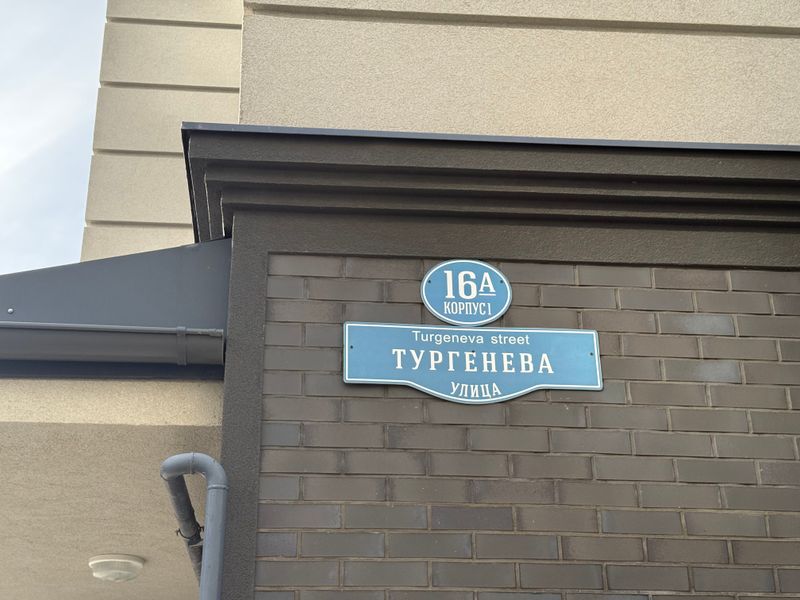 16А
КОРПУС1
Turgeneva street
ТУРГЕНЕВА
УЛИЦА